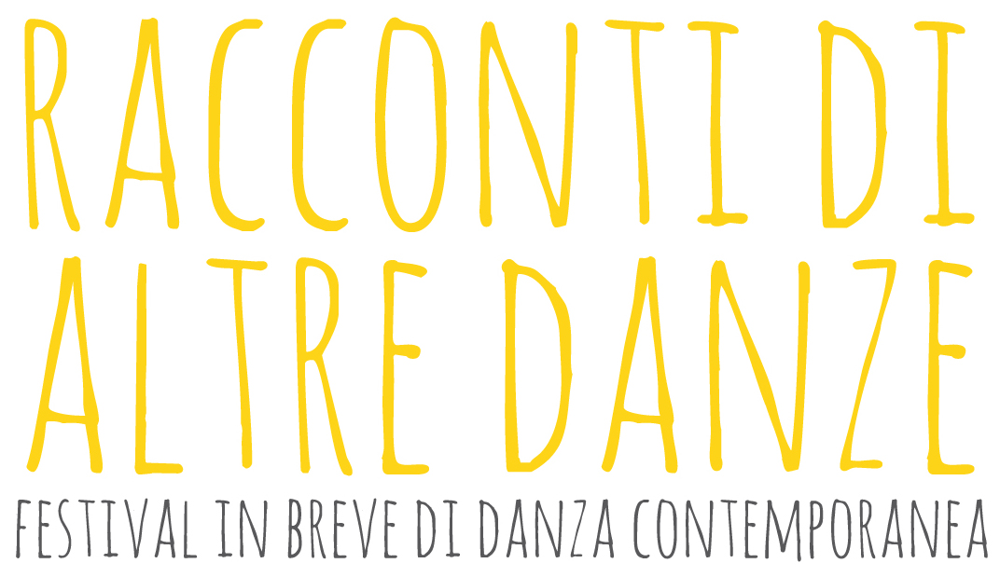 RACCONTI DI
ALTRE DANZE
FESTIVAL IN BREVE DI DANZA CONTEMPORANEA